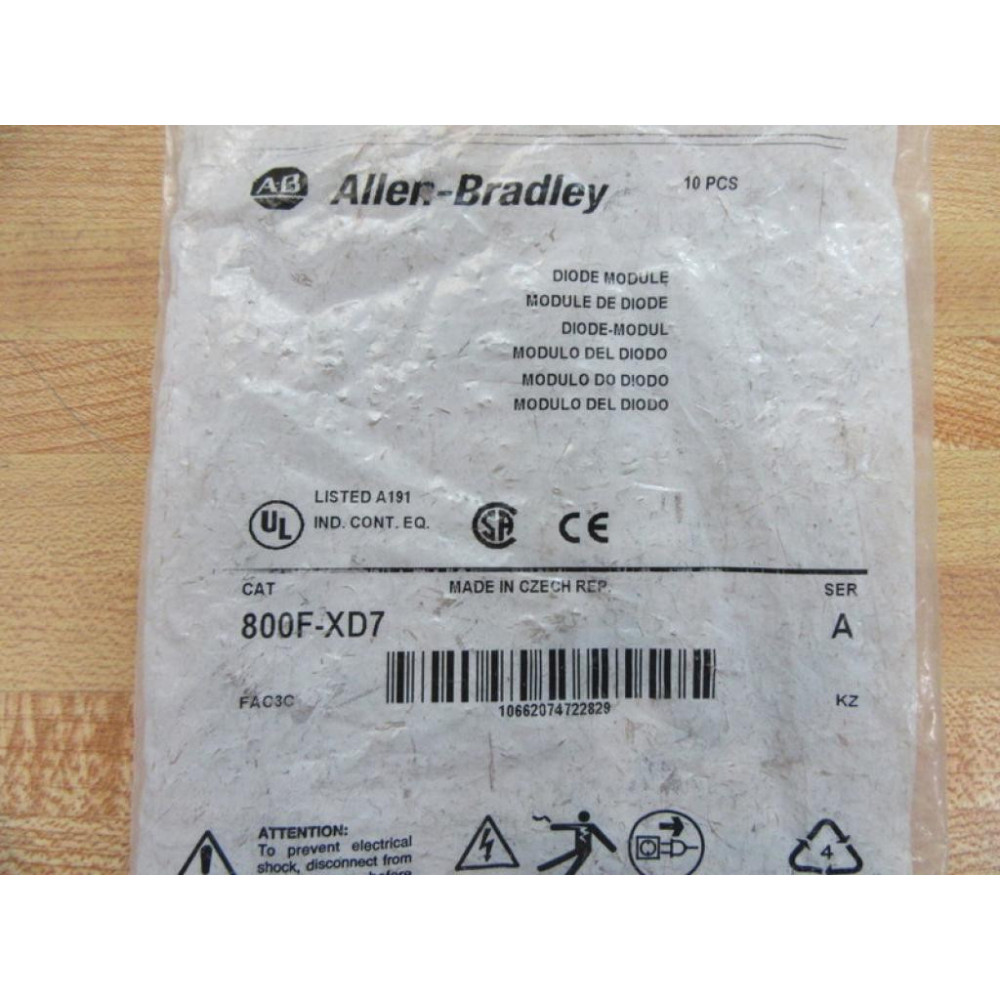 AB Allen-Bradley 10 PCS
DIODE MODULE
MODULE DE DIODE
DIODE-MODUL
MODULO DEL DIODO
MODULO DO DIODO
MODULO DEL DIODO
UL LISTED A191
IND. CONT. EQ.
SA CE
CAT MADE IN CZECH REP. SER
800F-XD7 A
FAC3C KZ
10662074722829
ATTENTION:
To prevent electrical
shock, disconnect from
before
4